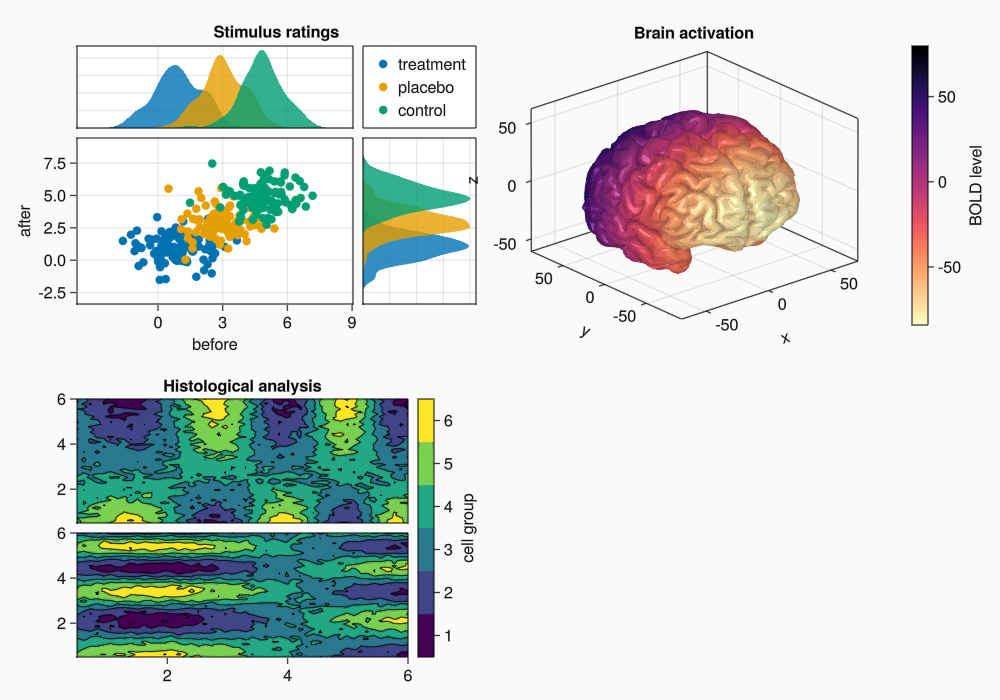 Stimulus ratings
treatment
placebo
control
7.5
5.0
2.5
0.0
-2.5
after
0 3 6 9
before
Brain activation
50
0
-50
z
50
0
-50
y
-50
0
50
x
50
0
-50
BOLD level
Histological analysis
6
4
2
6
4
2
2 4 6
6
5
4
3
2
1
cell group